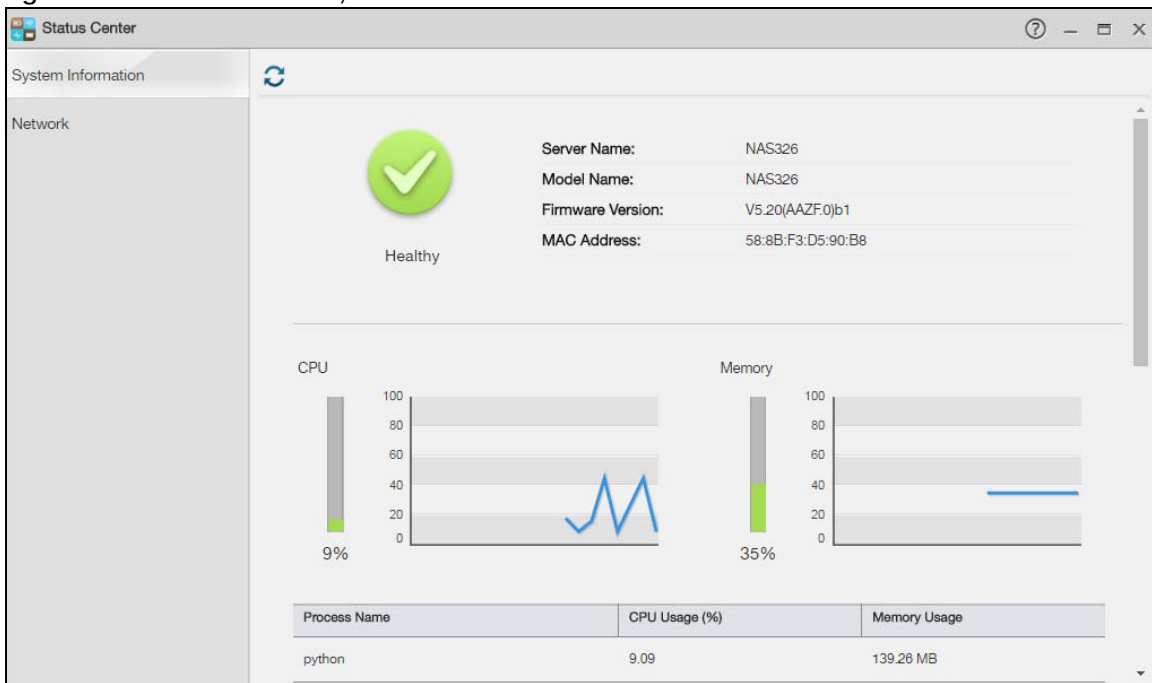 Status Center
System Information
Network
Server Name: NAS326
Model Name: NAS326
Firmware Version: V5.20(AAZF.0)b1
MAC Address: 58:8B:F3:D5:90:B8
Healthy
CPU
100
80
60
40
20
0
9%
Memory
100
80
60
40
20
0
35%
Process Name CPU Usage (%) Memory Usage
python 9.09 139.26 MB